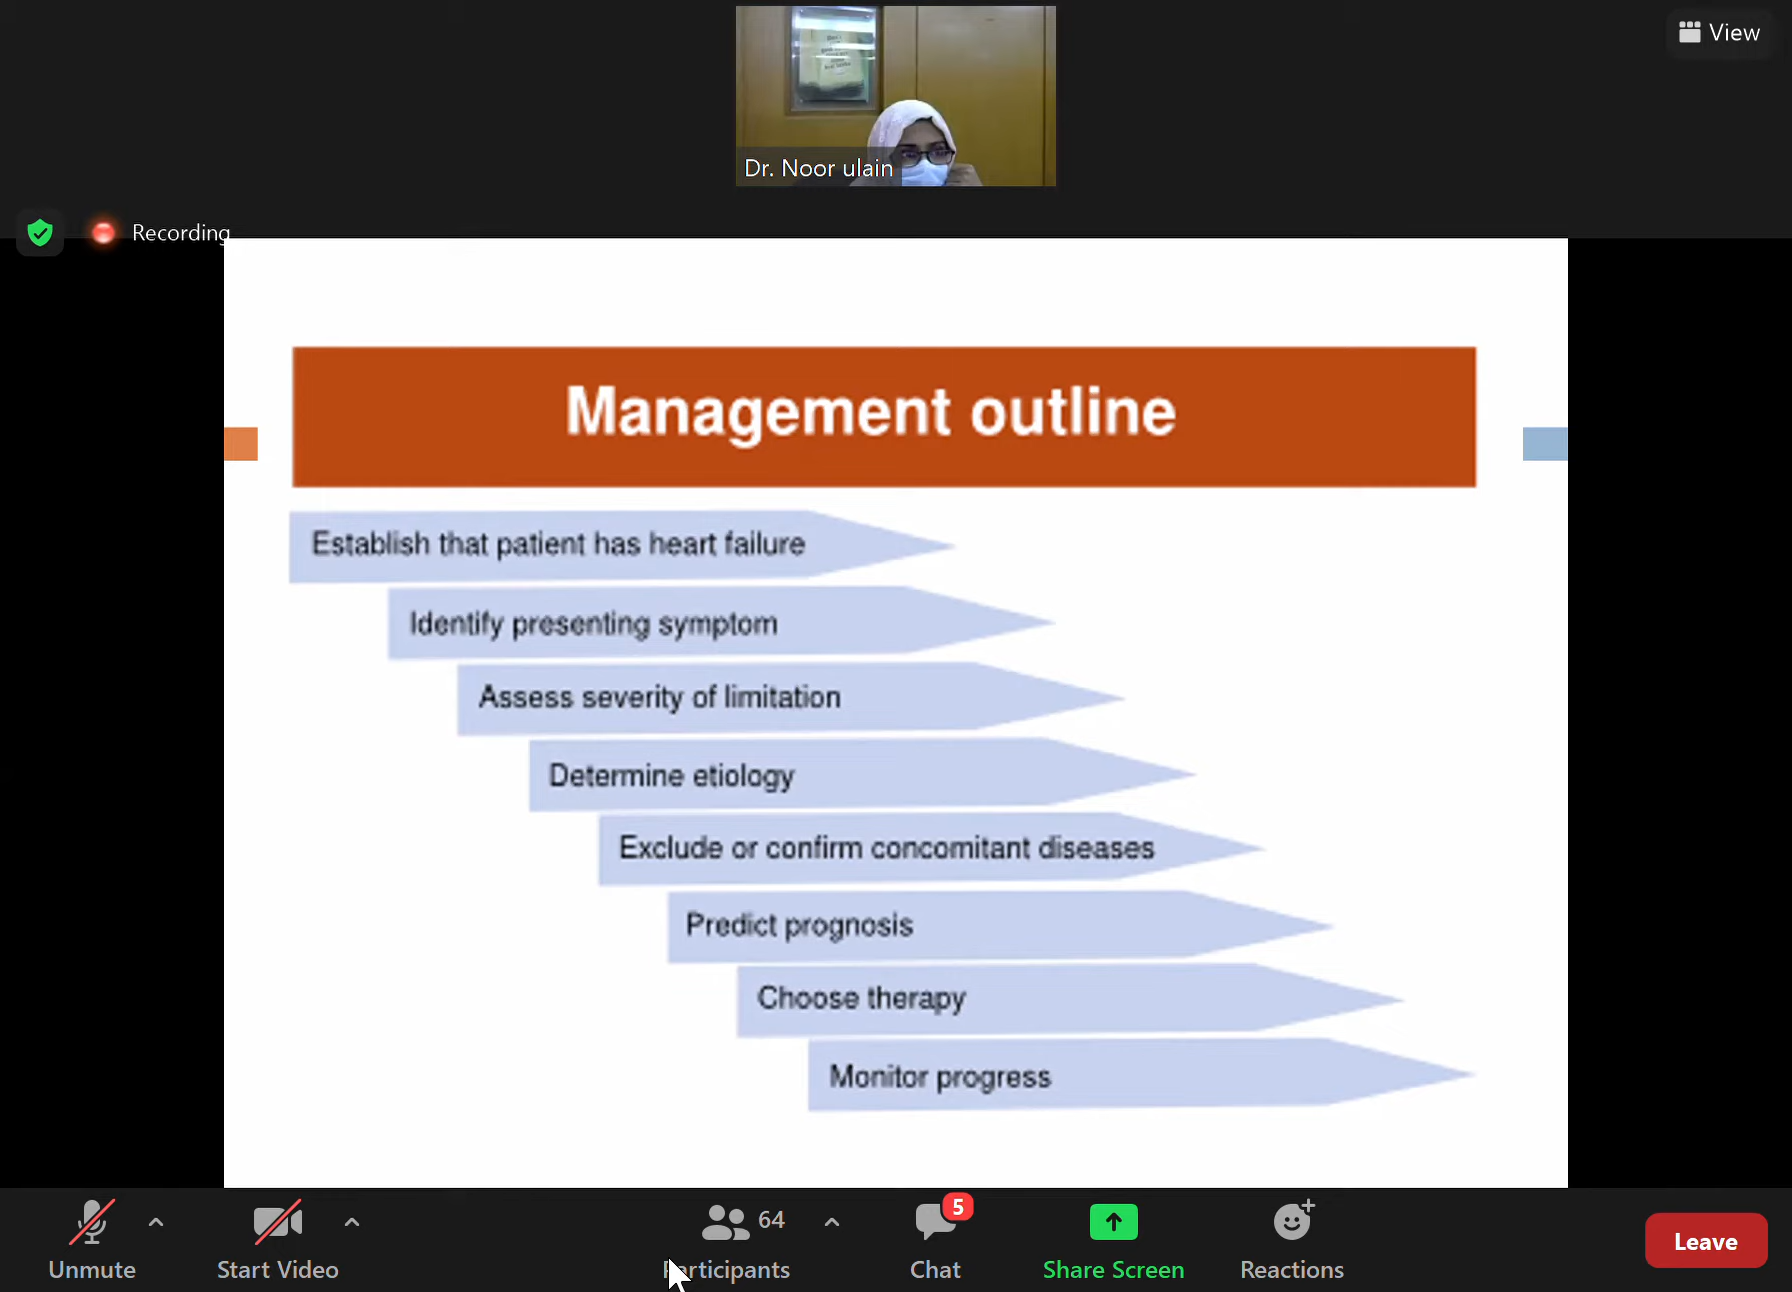 View
Dr. Noor ulain
Recording
Management outline
Establish that patient has heart failure
Identify presenting symptom
Assess severity of limitation
Determine etiology
Exclude or confirm concomitant diseases
Predict prognosis
Choose therapy
Monitor progress
64
5
Unmute
Start Video
Participants
Chat
Share Screen
Reactions
Leave